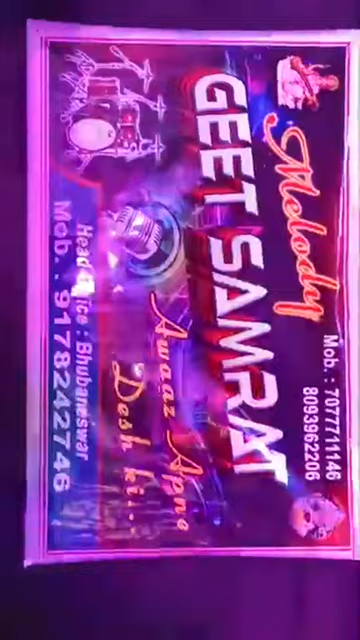 Mob. : 7077711146
8093962206
Melody
GEET SAMRAT
Awaaz Apne
Desh ki...
Head Office : Bhubaneswar
Mob. : 9178242746